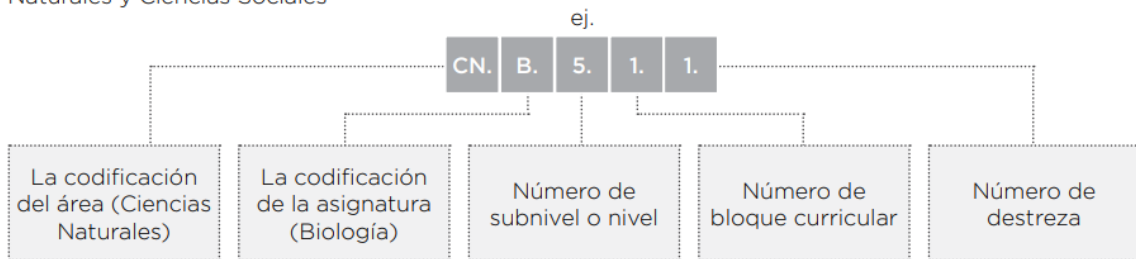 Naturales y Ciencias Sociales
ej.
CN. B. 5. 1. 1.
La codificación
del área (Ciencias
Naturales)
La codificación
de la asignatura
(Biología)
Número de
subnivel o nivel
Número de
bloque curricular
Número de
destreza